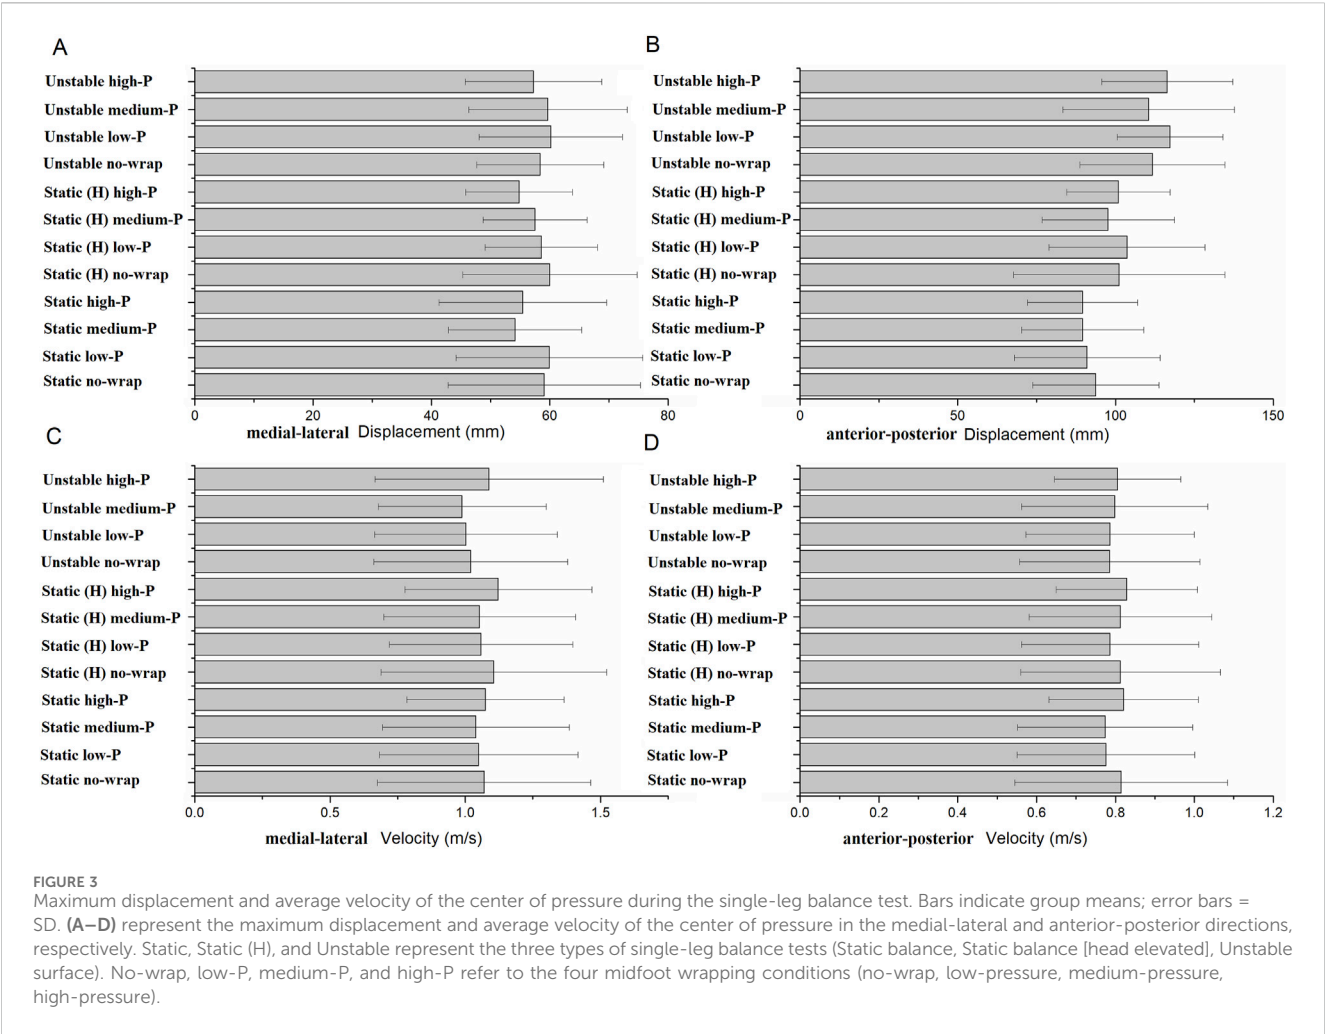 A
Unstable high-P
Unstable medium-P
Unstable low-P
Unstable no-wrap
Static (H) high-P
Static (H) medium-P
Static (H) low-P
Static (H) no-wrap
Static high-P
Static medium-P
Static low-P
Static no-wrap
0 20 40 60 80
medial-lateral Displacement (mm)
B
Unstable high-P
Unstable medium-P
Unstable low-P
Unstable no-wrap
Static (H) high-P
Static (H) medium-P
Static (H) low-P
Static (H) no-wrap
Static high-P
Static medium-P
Static low-P
Static no-wrap
0 50 100 150
anterior-posterior Displacement (mm)
C
Unstable high-P
Unstable medium-P
Unstable low-P
Unstable no-wrap
Static (H) high-P
Static (H) medium-P
Static (H) low-P
Static (H) no-wrap
Static high-P
Static medium-P
Static low-P
Static no-wrap
0.0 0.5 1.0 1.5
medial-lateral Velocity (m/s)
D
Unstable high-P
Unstable medium-P
Unstable low-P
Unstable no-wrap
Static (H) high-P
Static (H) medium-P
Static (H) low-P
Static (H) no-wrap
Static high-P
Static medium-P
Static low-P
Static no-wrap
0.0 0.2 0.4 0.6 0.8 1.0 1.2
anterior-posterior Velocity (m/s)
FIGURE 3
Maximum displacement and average velocity of the center of pressure during the single-leg balance test. Bars indicate group means; error bars =
SD. (A–D) represent the maximum displacement and average velocity of the center of pressure in the medial-lateral and anterior-posterior directions,
respectively. Static, Static (H), and Unstable represent the three types of single-leg balance tests (Static balance, Static balance [head elevated], Unstable
surface). No-wrap, low-P, medium-P, and high-P refer to the four midfoot wrapping conditions (no-wrap, low-pressure, medium-pressure,
high-pressure).